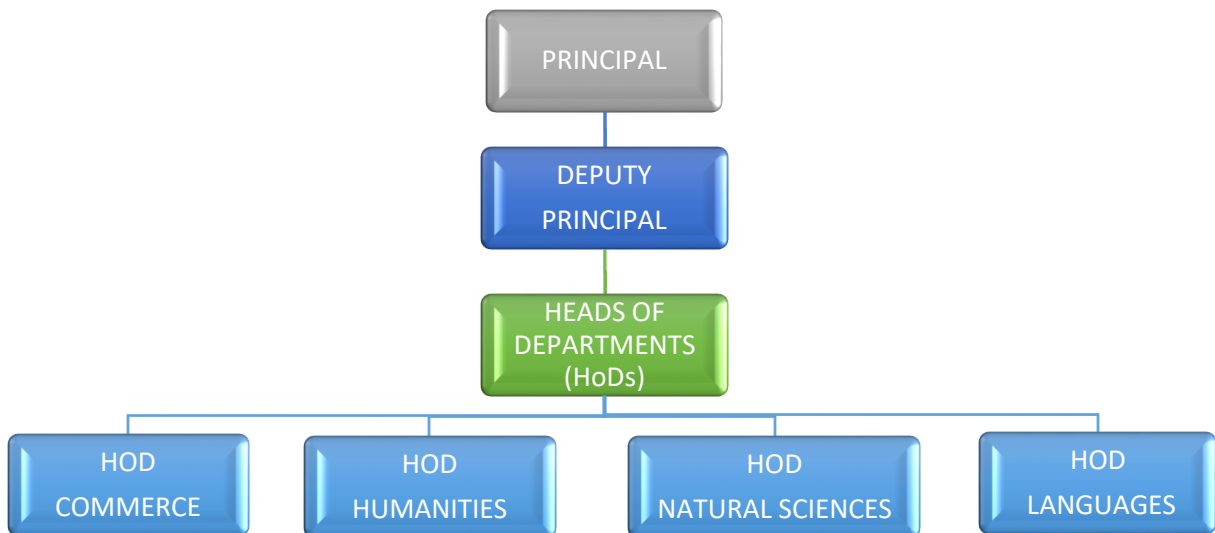 PRINCIPAL
DEPUTY
PRINCIPAL
HEADS OF
DEPARTMENTS
(HoDs)
HOD
COMMERCE
HOD
HUMANITIES
HOD
NATURAL SCIENCES
HOD
LANGUAGES